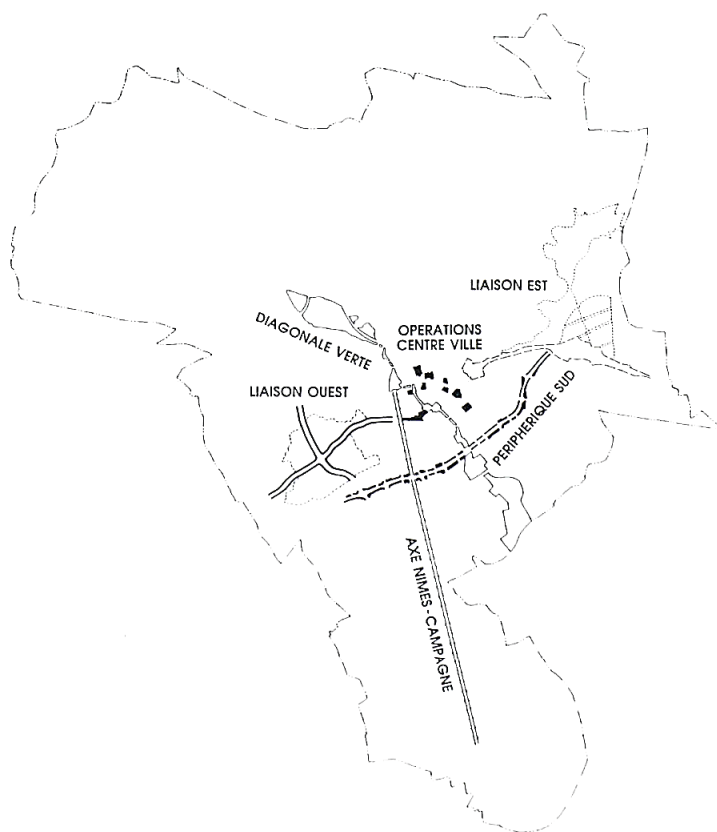 LIAISON EST
DIAGONALE VERTE
OPERATIONS
CENTRE VILLE
LIAISON OUEST
PERIPHERIQUE SUD
AXE NIMES - CAMPAGNE